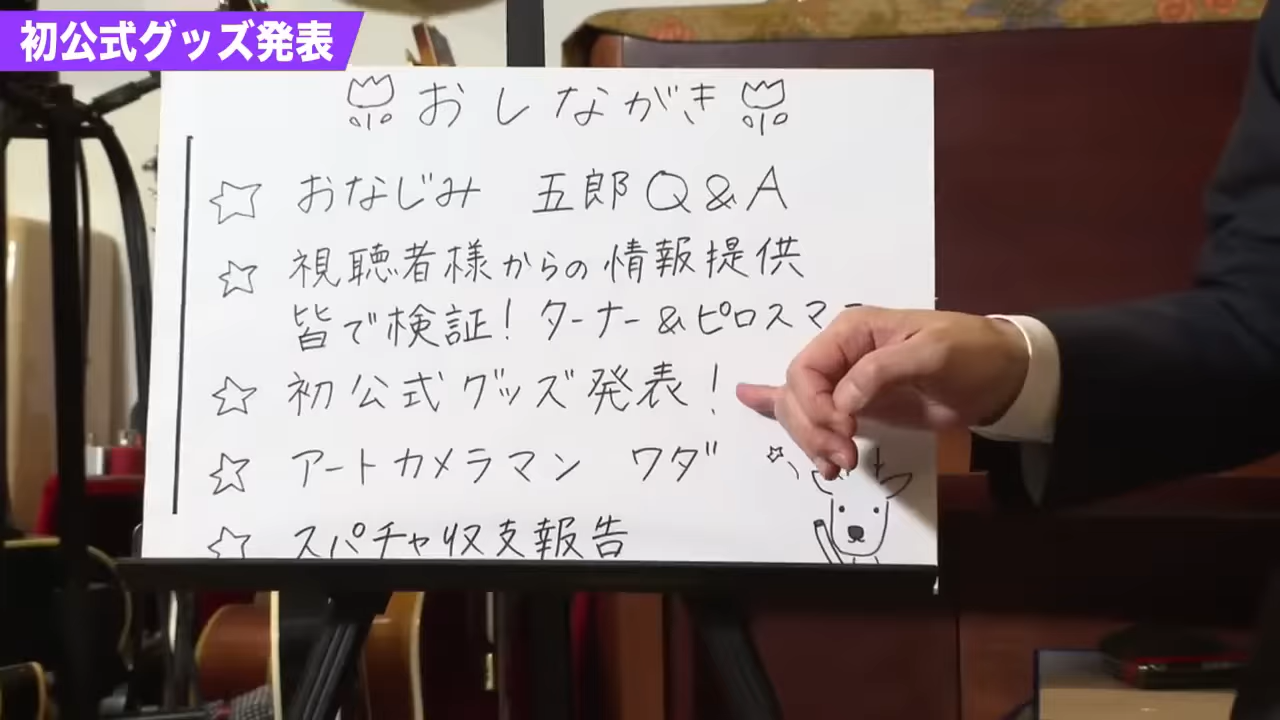 初公式グッズ発表
おしながき
おなじみ 五郎Q&A
視聴者様からの情報提供
皆で検証!ターナー&ピロスマニ
初公式グッズ発表!
アートカメラマン ワダ
スパチャ収支報告